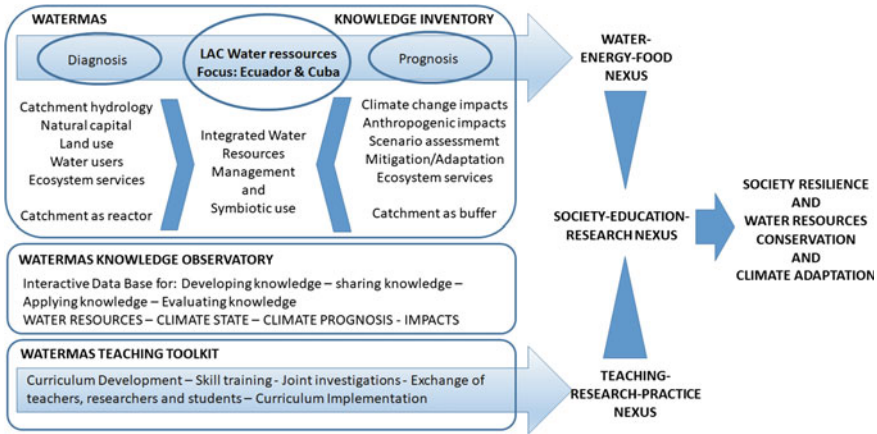 WATERMAS
KNOWLEDGE INVENTORY
Diagnosis
LAC Water ressources
Focus: Ecuador & Cuba
Prognosis
Catchment hydrology
Natural capital
Land use
Water users
Ecosystem services
Catchment as reactor
Integrated Water
Resources
Management
and
Symbiotic use
Climate change impacts
Anthropogenic impacts
Scenario assessmemt
Mitigation/Adaptation
Ecosystem services
Catchment as buffer
WATERMAS KNOWLEDGE OBSERVATORY
Interactive Data Base for: Developing knowledge – sharing knowledge –
Applying knowledge – Evaluating knowledge
WATER RESOURCES – CLIMATE STATE – CLIMATE PROGNOSIS - IMPACTS
WATERMAS TEACHING TOOLKIT
Curriculum Development – Skill training - Joint investigations - Exchange of
teachers, researchers and students – Curriculum Implementation
WATER-
ENERGY-FOOD
NEXUS
SOCIETY-EDUCATION-
RESEARCH NEXUS
TEACHING-
RESEARCH-PRACTICE
NEXUS
SOCIETY RESILIENCE
AND
WATER RESOURCES
CONSERVATION
AND
CLIMATE ADAPTATION